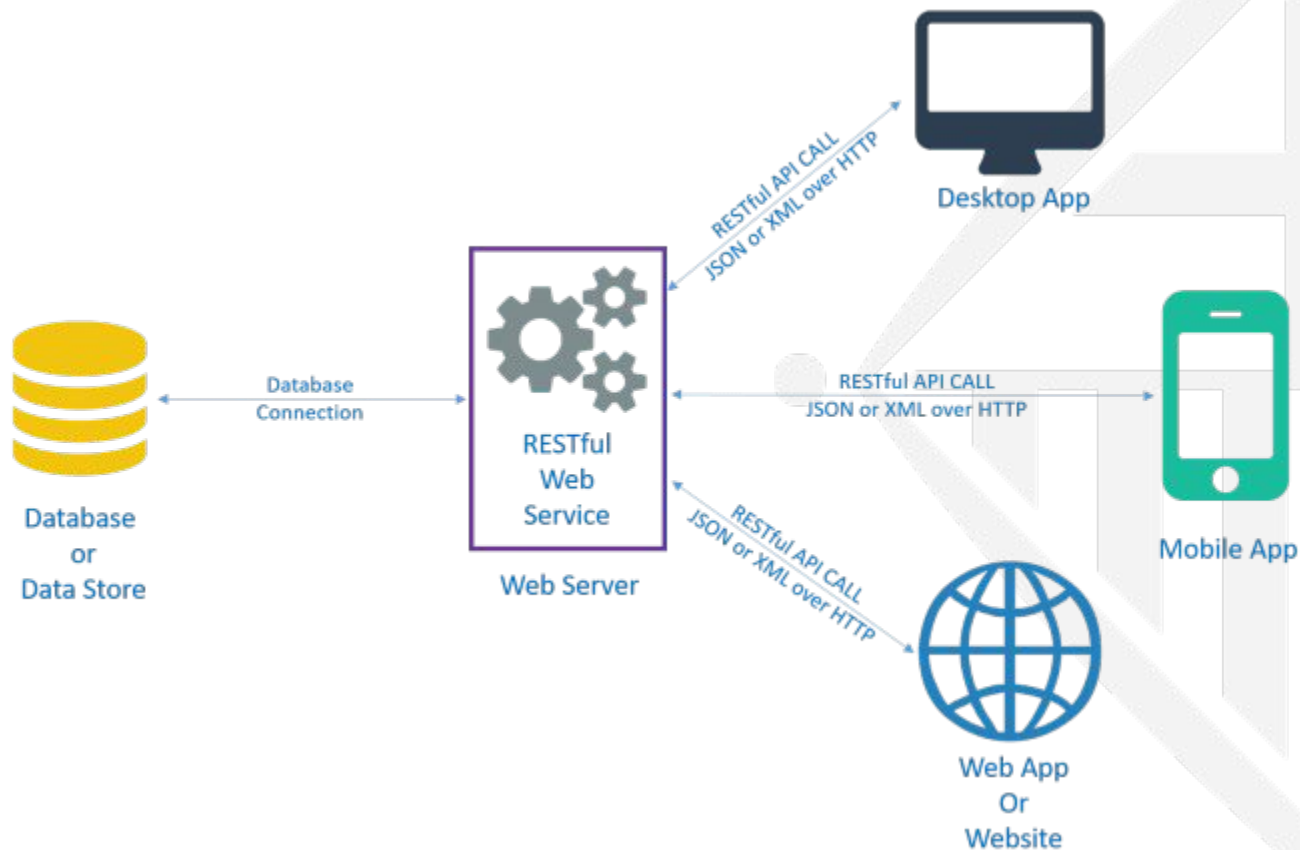 RESTful API CALL
JSON or XML over HTTP
Desktop App
Database
Connection
RESTful
Web
Service
Web Server
RESTful API CALL
JSON or XML over HTTP
Database
or
Data Store
Mobile App
RESTful API CALL
JSON or XML over HTTP
Web App
Or
Website